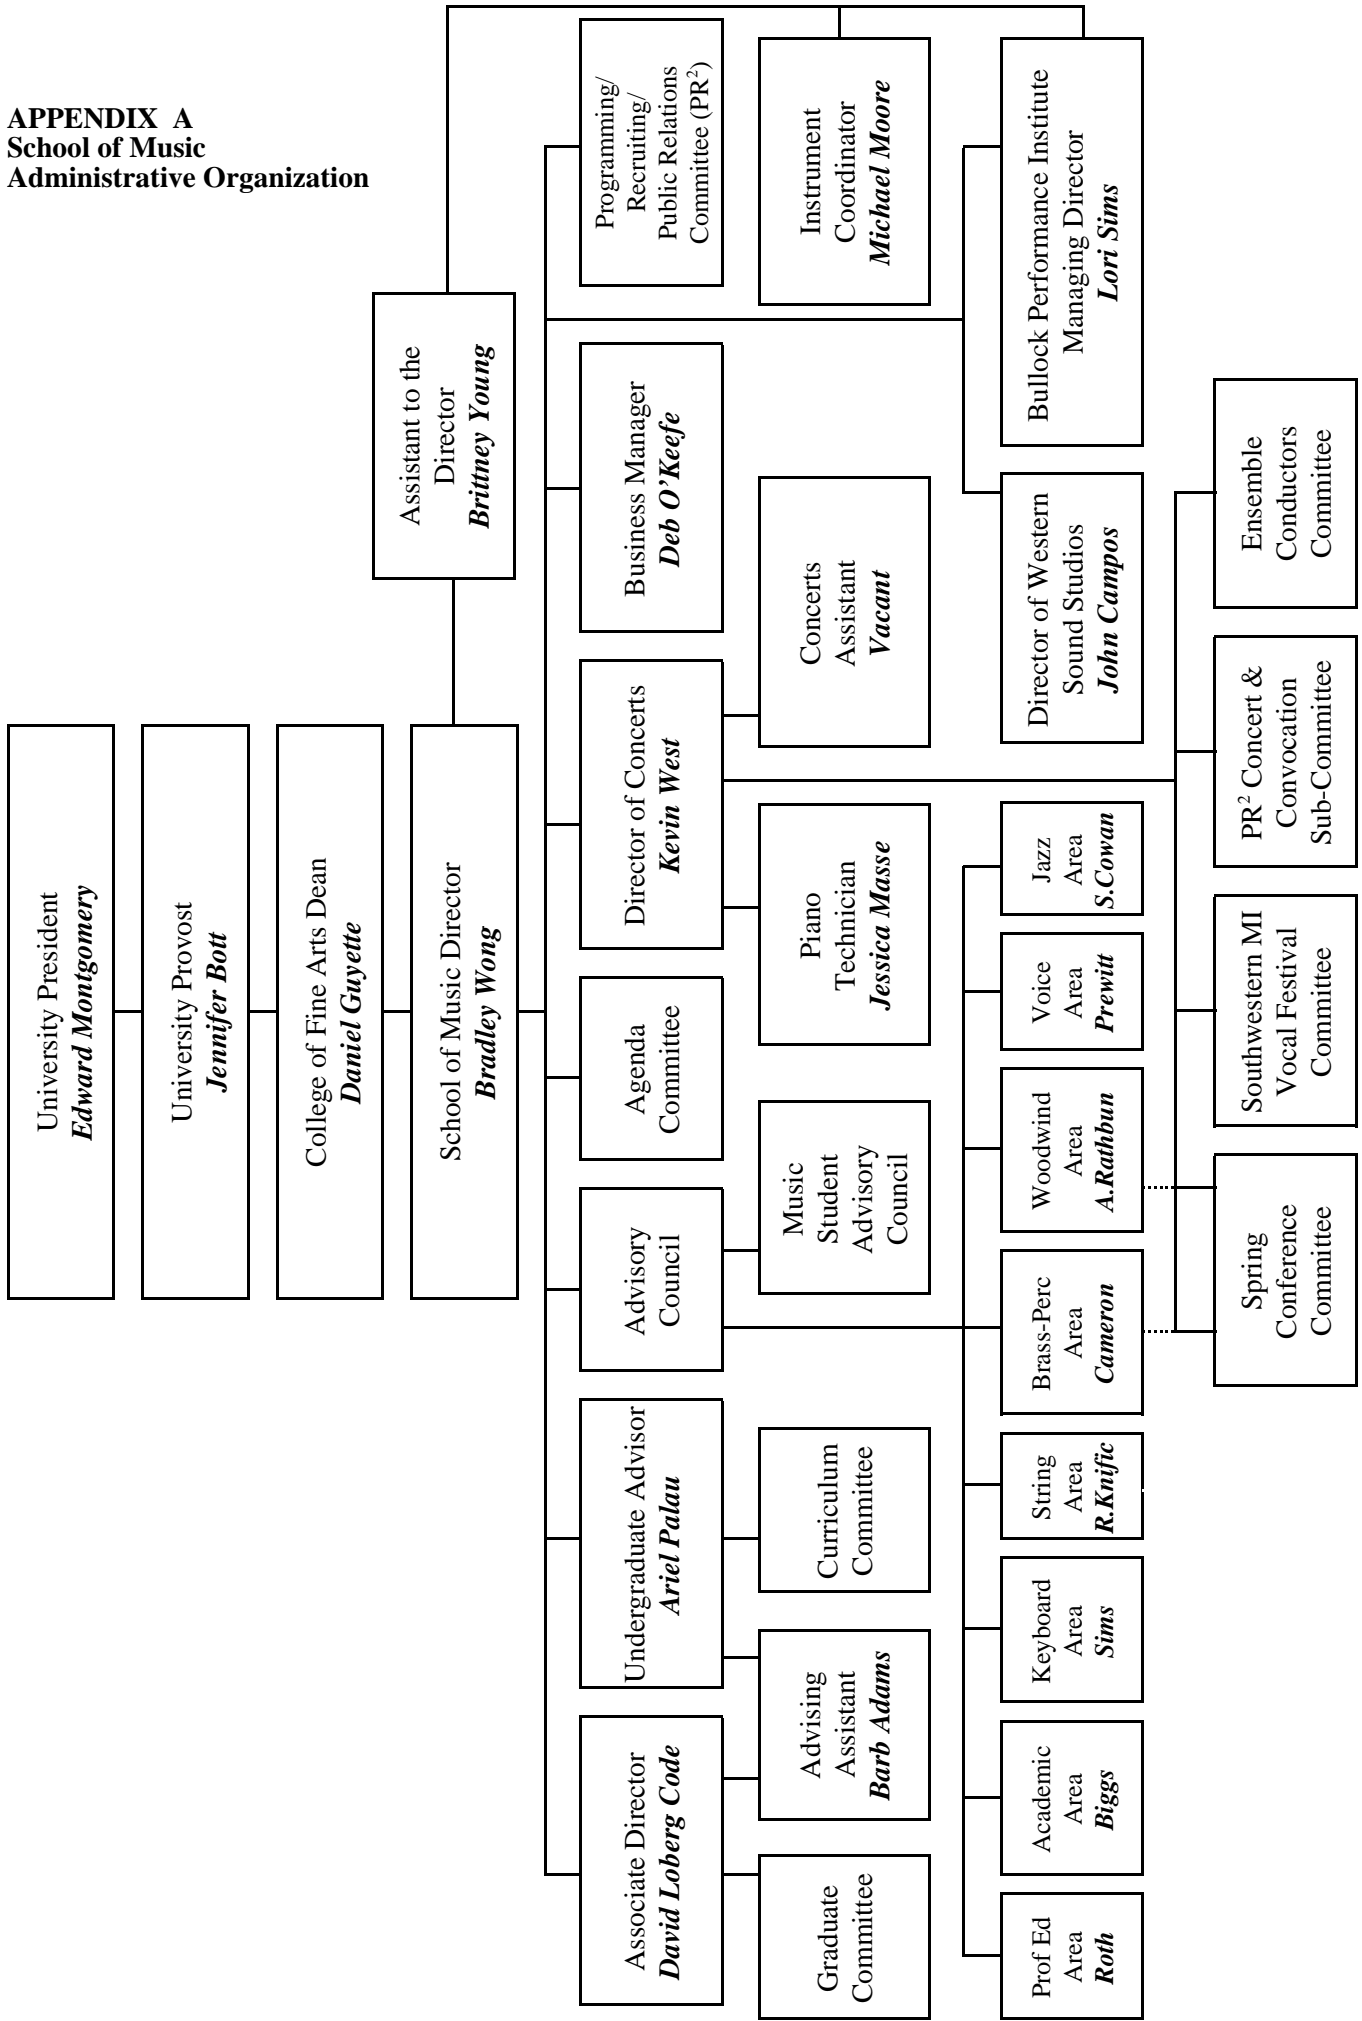 APPENDIX A
School of Music
Administrative Organization
University President
Edward Montgomery
University Provost
Jennifer Bott
College of Fine Arts Dean
Daniel Guyette
School of Music Director
Bradley Wong
Assistant to the
Director
Brittney Young
Associate Director
David Loberg Code
Undergraduate Advisor
Ariel Palau
Advisory
Council
Agenda
Committee
Director of Concerts
Kevin West
Business Manager
Deb O'Keefe
Programming/
Recruiting/
Public Relations
Committee (PR²)
Graduate
Committee
Advising
Assistant
Barb Adams
Curriculum
Committee
Music
Student
Advisory
Council
Piano
Technician
Jessica Masse
Concerts
Assistant
Vacant
Instrument
Coordinator
Michael Moore
Prof Ed
Area
Roth
Academic
Area
Biggs
Keyboard
Area
Sims
String
Area
R.Knific
Brass-Perc
Area
Cameron
Woodwind
Area
A.Rathbun
Voice
Area
Prewitt
Jazz
Area
S.Cowan
Director of Western
Sound Studios
John Campos
Bullock Performance Institute
Managing Director
Lori Sims
Spring
Conference
Committee
Southwestern MI
Vocal Festival
Committee
PR² Concert &
Convocation
Sub-Committee
Ensemble
Conductors
Committee